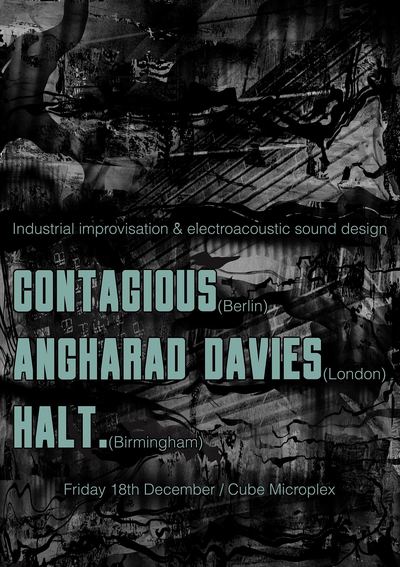 Industrial improvisation & electroacoustic sound design
CONTAGIOUS(Berlin)
ANGHARAD DAVIES(London)
HALT.(Birmingham)
Friday 18th December / Cube Microplex